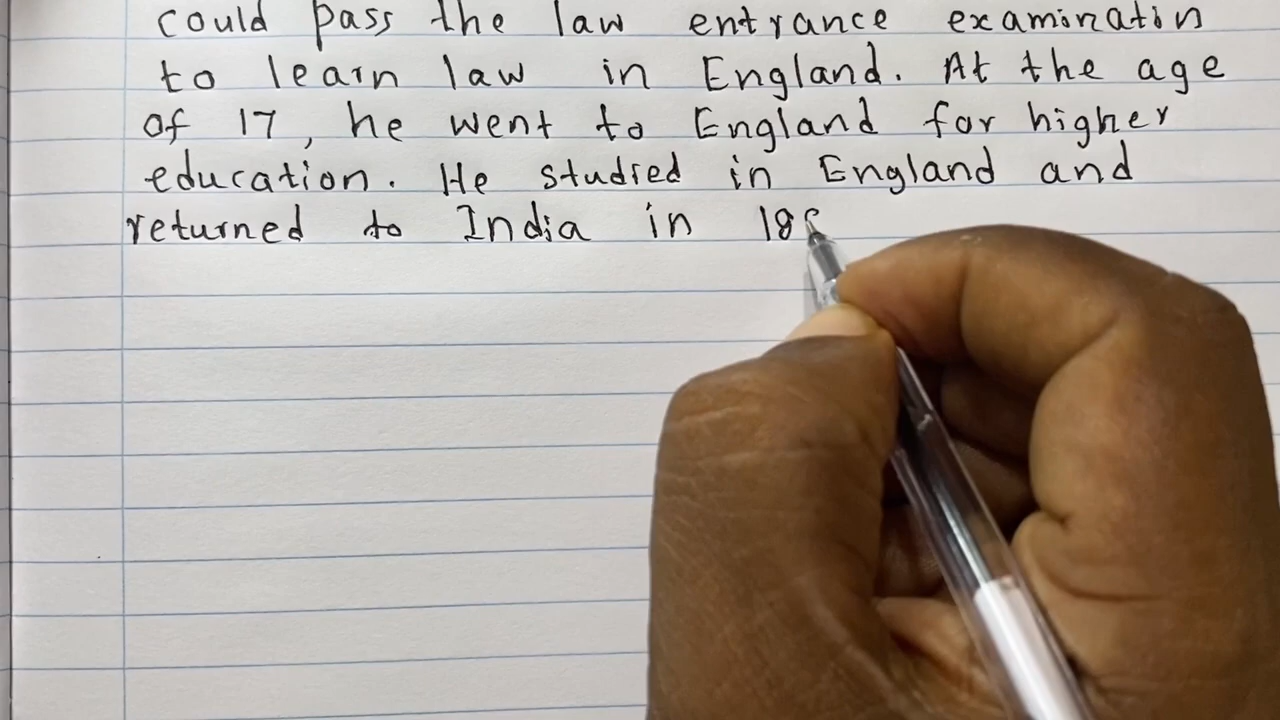 could pass the law entrance examinatin
to learn law in England. At the age
of 17, he went to England for higher
education. He studied in England and
returned to India in 18